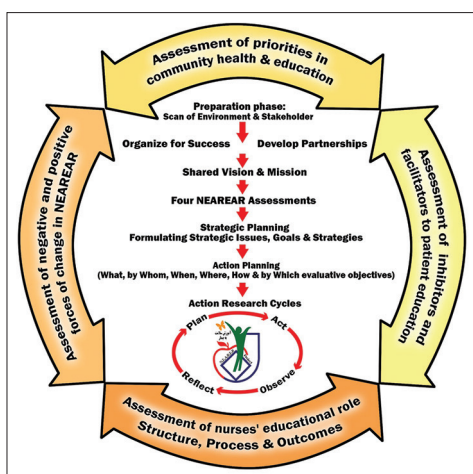 Assessment of priorities in
community health & education
Preparation phase:
Scan of Environment & Stakeholder
Organize for Success Develop Partnerships
Shared Vision & Mission
Four NEAREAR Assessments
Strategic Planning
Formulating Strategic Issues, Goals & Strategies
Action Planning
(What, by Whom, When, Where, How & by Which evaluative objectives)
Action Research Cycles
Plan
Act
Observe
Reflect
Assessment of inhibitors and
facilitators to patient education
Assessment of nurses' educational role
Structure, Process & Outcomes
Assessment of negative and positive
forces of change in NEAREAR